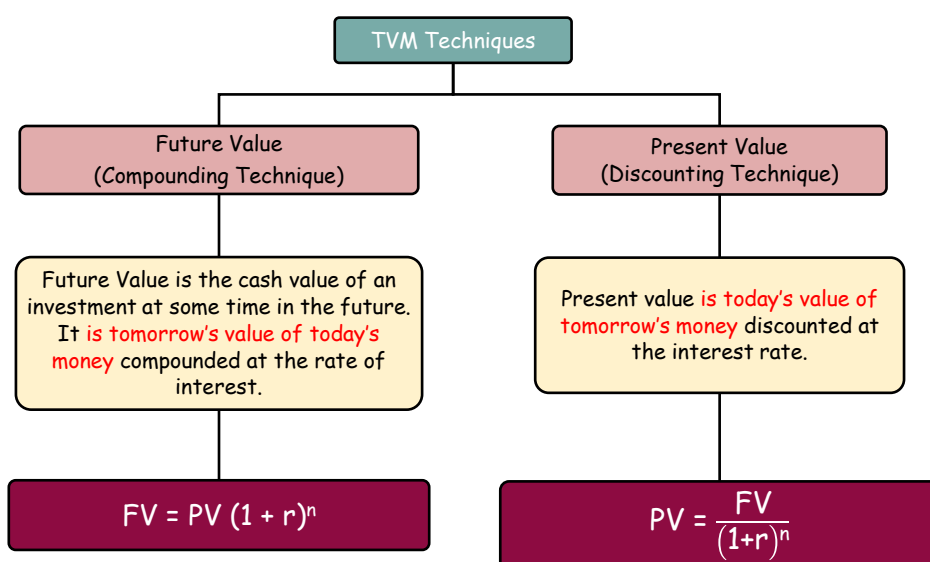 TVM Techniques
Future Value
(Compounding Technique)
Present Value
(Discounting Technique)
Future Value is the cash value of an
investment at some time in the future.
It is tomorrow's value of today's
money compounded at the rate of
interest.
Present value is today's value of
tomorrow's money discounted at
the interest rate.
FV = PV (1 + r)ⁿ
PV = FV/(1+r)ⁿ